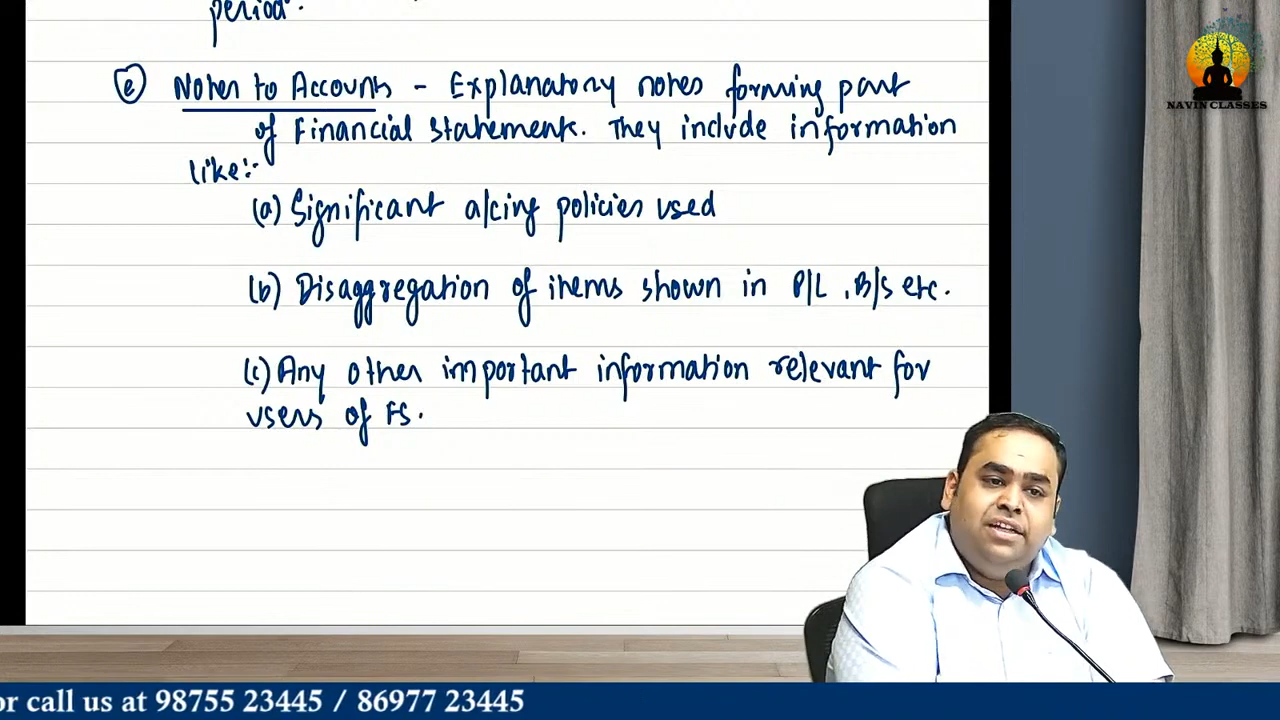 period.
(e) Notes to Accounts - Explanatory notes forming part
of Financial Statements. They include information
like:-
(a) Significant a/cing policies used
(b) Disaggregation of items shown in P/L, B/S etc.
(c) Any other important information relevant for
users of FS.
NAVIN CLASSES
or call us at 98755 23445 / 86977 23445